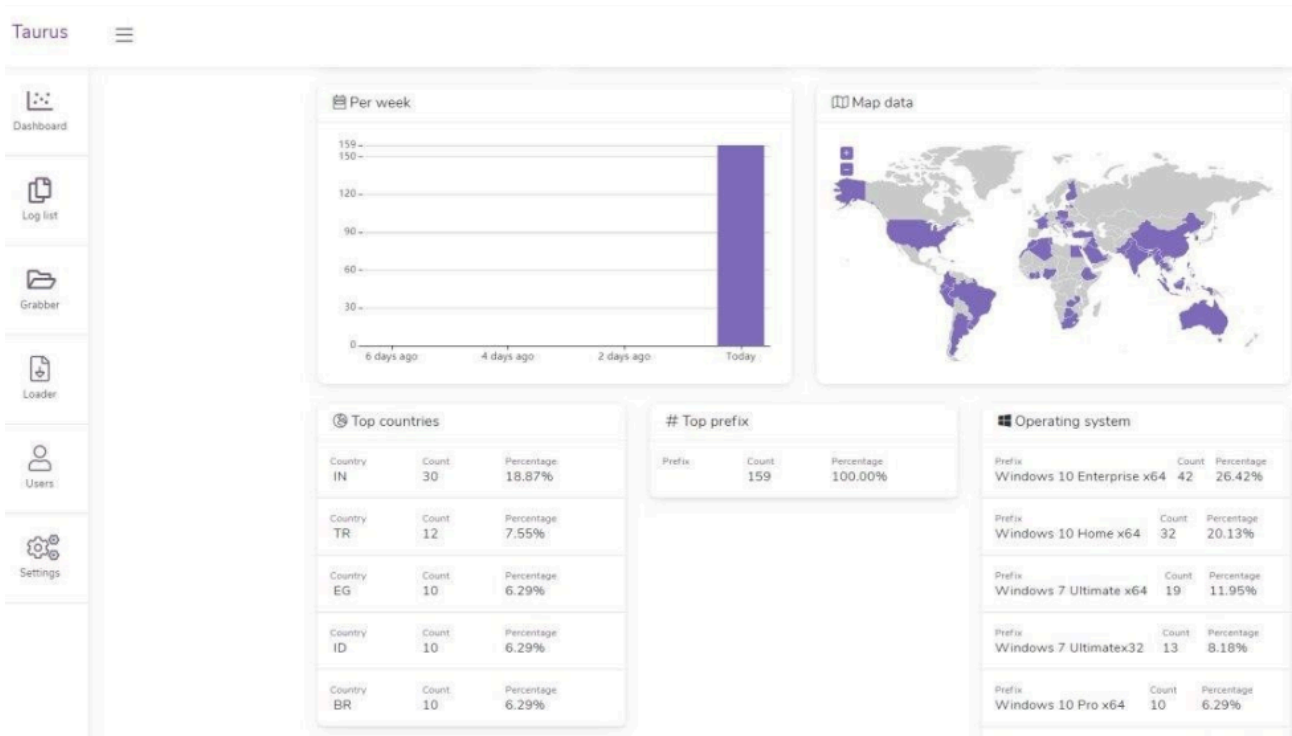 Taurus
Dashboard
Log list
Grabber
Loader
Users
Settings
Per week
159
150
120
90
60
30
0
6 days ago 4 days ago 2 days ago Today
Map data
+
−
Top countries
Country Count Percentage
IN 30 18.87%
Country Count Percentage
TR 12 7.55%
Country Count Percentage
EG 10 6.29%
Country Count Percentage
ID 10 6.29%
Country Count Percentage
BR 10 6.29%
# Top prefix
Prefix Count Percentage
159 100.00%
Operating system
Prefix Count Percentage
Windows 10 Enterprise x64 42 26.42%
Prefix Count Percentage
Windows 10 Home x64 32 20.13%
Prefix Count Percentage
Windows 7 Ultimate x64 19 11.95%
Prefix Count Percentage
Windows 7 Ultimatex32 13 8.18%
Prefix Count Percentage
Windows 10 Pro x64 10 6.29%